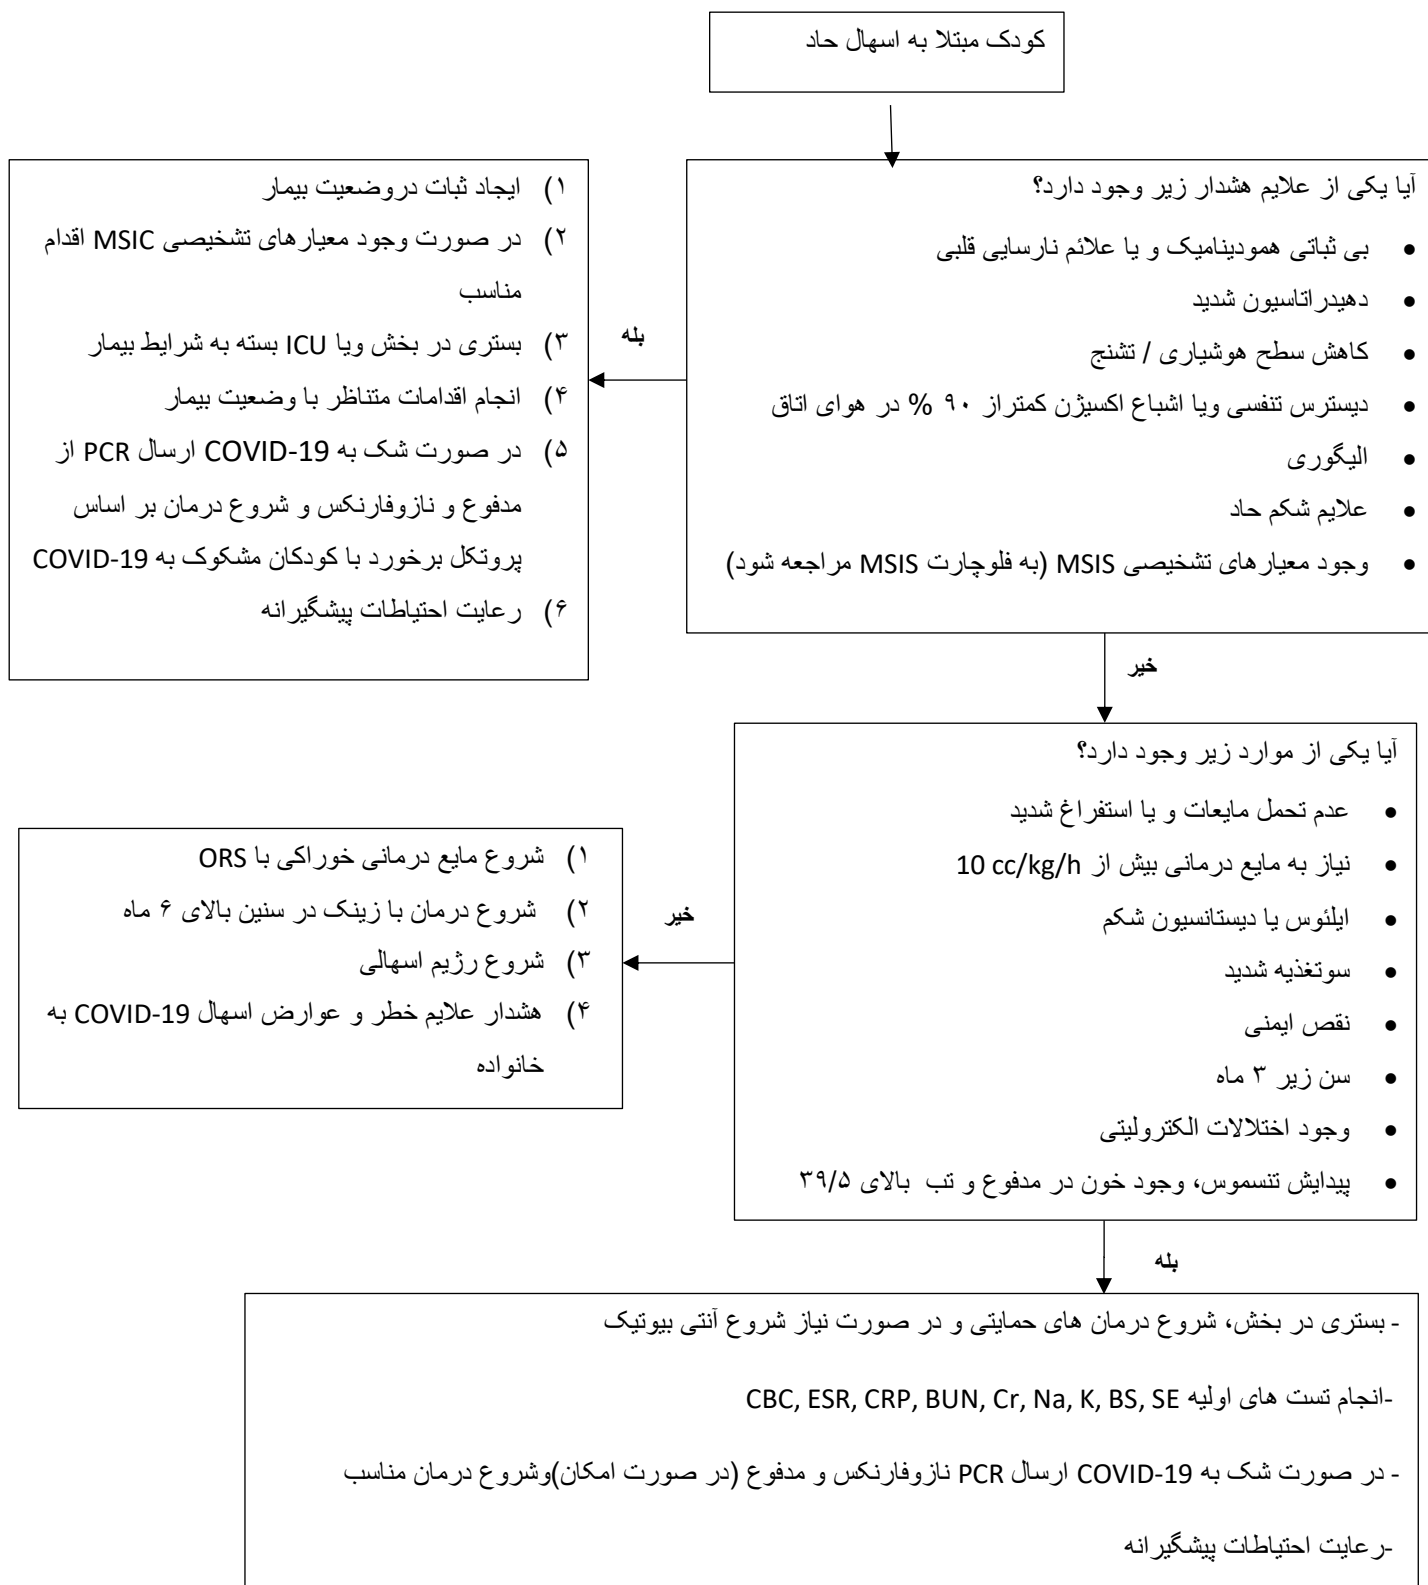 کودک مبتلا به اسهال حاد
آیا یکی از علایم هشدار زیر وجود دارد؟
• بی ثباتی همودینامیک و یا علائم نارسایی قلبی
• دهیدراتاسیون شدید
• کاهش سطح هوشیاری / تشنج
• دیسترس تنفسی ویا اشباع اکسیژن کمتراز ۹۰ % در هوای اتاق
• الیگوری
• علایم شکم حاد
• وجود معیارهای تشخیصی MSIS (به فلوچارت MSIS مراجعه شود)
بله
۱) ایجاد ثبات دروضعیت بیمار
۲) در صورت وجود معیارهای تشخیصی MSIC اقدام
مناسب
۳) بستری در بخش ویا ICU بسته به شرایط بیمار
۴) انجام اقدامات متناظر با وضعیت بیمار
۵) در صورت شک به COVID-19 ارسال PCR از
مدفوع و نازوفارنکس و شروع درمان بر اساس
پروتکل برخورد با کودکان مشکوک به COVID-19
۶) رعایت احتیاطات پیشگیرانه
خیر
آیا یکی از موارد زیر وجود دارد؟
• عدم تحمل مایعات و یا استفراغ شدید
• نیاز به مایع درمانی بیش از 10 cc/kg/h
• ایلئوس یا دیستانسیون شکم
• سوتغذیه شدید
• نقص ایمنی
• سن زیر ۳ ماه
• وجود اختلالات الکترولیتی
• پیدایش تنسموس، وجود خون در مدفوع و تب بالای ۳۹/۵
خیر
۱) شروع مایع درمانی خوراکی با ORS
۲) شروع درمان با زینک در سنین بالای ۶ ماه
۳) شروع رژیم اسهالی
۴) هشدار علایم خطر و عوارض اسهال COVID-19 به
خانواده
بله
- بستری در بخش، شروع درمان های حمایتی و در صورت نیاز شروع آنتی بیوتیک
-انجام تست های اولیه CBC, ESR, CRP, BUN, Cr, Na, K, BS, SE
- در صورت شک به COVID-19 ارسال PCR نازوفارنکس و مدفوع (در صورت امکان)وشروع درمان مناسب
-رعایت احتیاطات پیشگیرانه